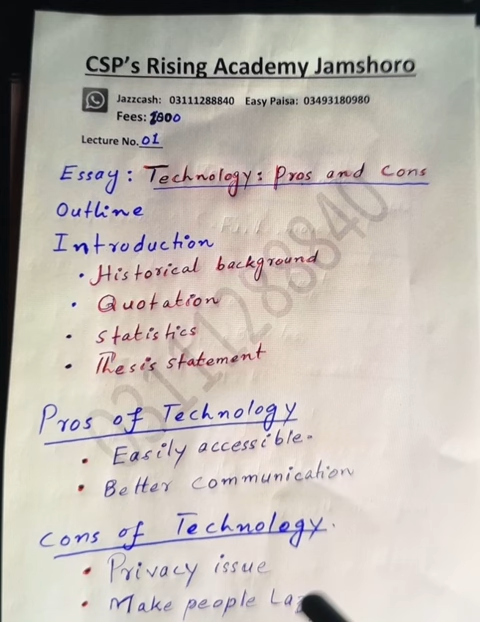 CSP's Rising Academy Jamshoro
Jazzcash: 03111288840 Easy Paisa: 03493180980
Fees: 1500
Lecture No. 01
Essay: Technology: Pros and Cons
Outline
Introduction
• Historical background
• Quotation
• Statistics
• Thesis statement
03111288840
Pros of Technology
• Easily accessible.
• Better communication
Cons of Technology.
• Privacy issue
• Make people